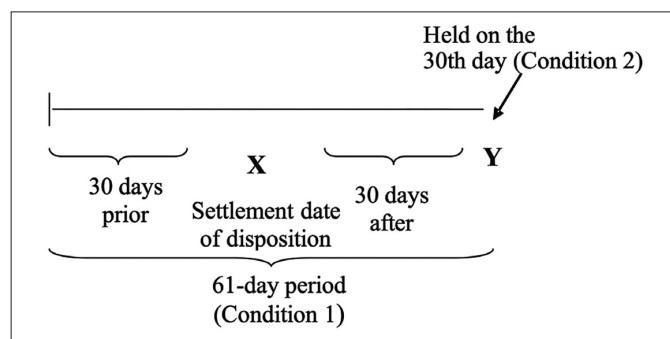 Held on the
30th day (Condition 2)
X
Y
30 days
prior
Settlement date
of disposition
30 days
after
61-day period
(Condition 1)